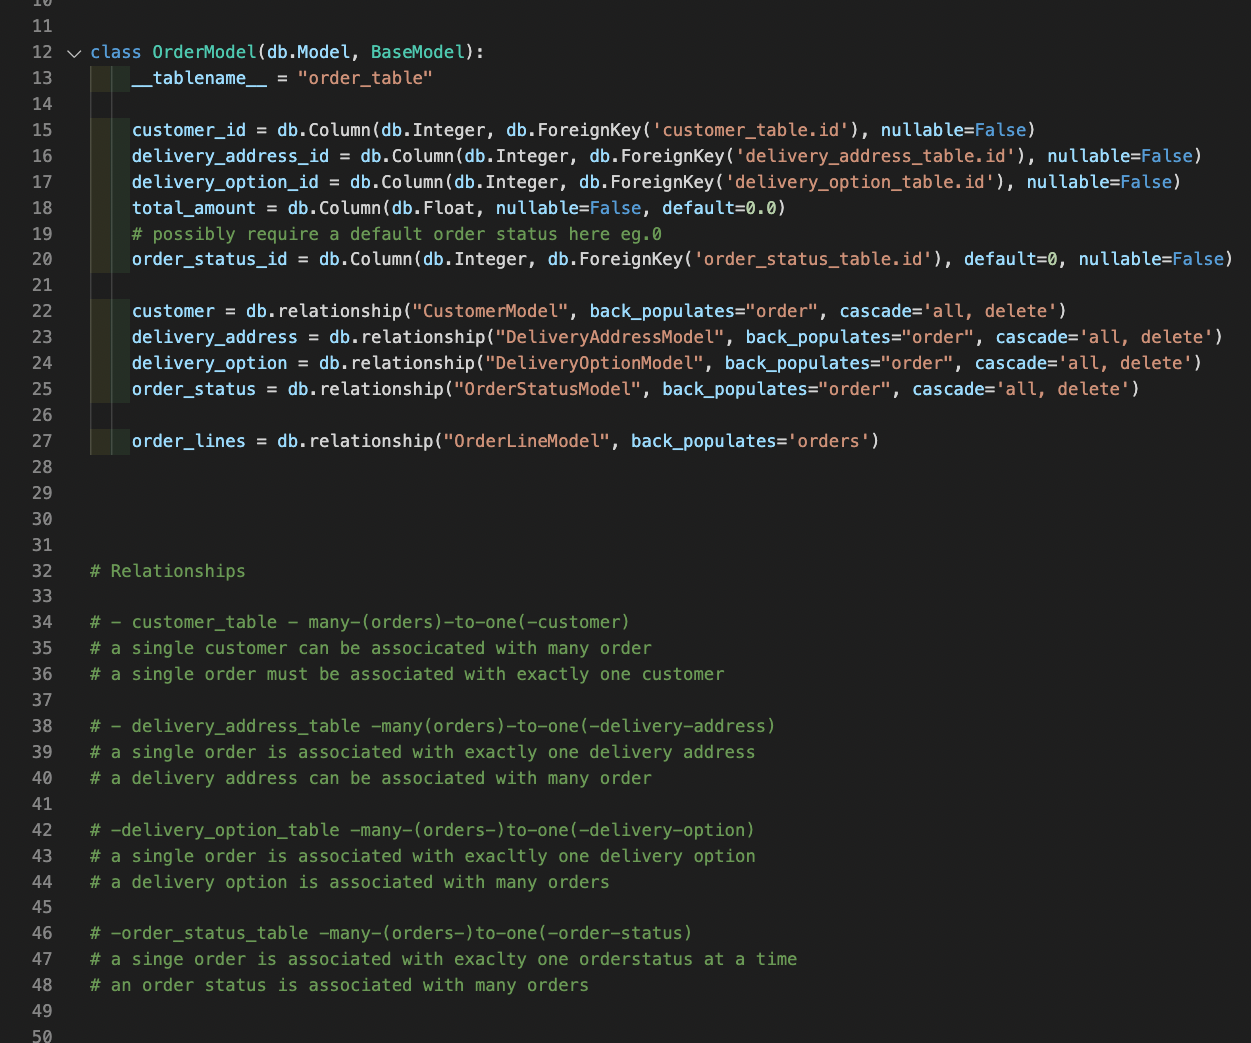 10
11
12 class OrderModel(db.Model, BaseModel):
13 __tablename__ = "order_table"
14
15 customer_id = db.Column(db.Integer, db.ForeignKey('customer_table.id'), nullable=False)
16 delivery_address_id = db.Column(db.Integer, db.ForeignKey('delivery_address_table.id'), nullable=False)
17 delivery_option_id = db.Column(db.Integer, db.ForeignKey('delivery_option_table.id'), nullable=False)
18 total_amount = db.Column(db.Float, nullable=False, default=0.0)
19 # possibly require a default order status here eg.0
20 order_status_id = db.Column(db.Integer, db.ForeignKey('order_status_table.id'), default=0, nullable=False)
21
22 customer = db.relationship("CustomerModel", back_populates="order", cascade='all, delete')
23 delivery_address = db.relationship("DeliveryAddressModel", back_populates="order", cascade='all, delete')
24 delivery_option = db.relationship("DeliveryOptionModel", back_populates="order", cascade='all, delete')
25 order_status = db.relationship("OrderStatusModel", back_populates="order", cascade='all, delete')
26
27 order_lines = db.relationship("OrderLineModel", back_populates='orders')
28
29
30
31
32 # Relationships
33
34 # - customer_table - many-(orders)-to-one(-customer)
35 # a single customer can be associcated with many order
36 # a single order must be associated with exactly one customer
37
38 # - delivery_address_table -many(orders)-to-one(-delivery-address)
39 # a single order is associated with exactly one delivery address
40 # a delivery address can be associated with many order
41
42 # -delivery_option_table -many-(orders-)to-one(-delivery-option)
43 # a single order is associated with exacltly one delivery option
44 # a delivery option is associated with many orders
45
46 # -order_status_table -many-(orders-)to-one(-order-status)
47 # a singe order is associated with exaclty one orderstatus at a time
48 # an order status is associated with many orders
49
50